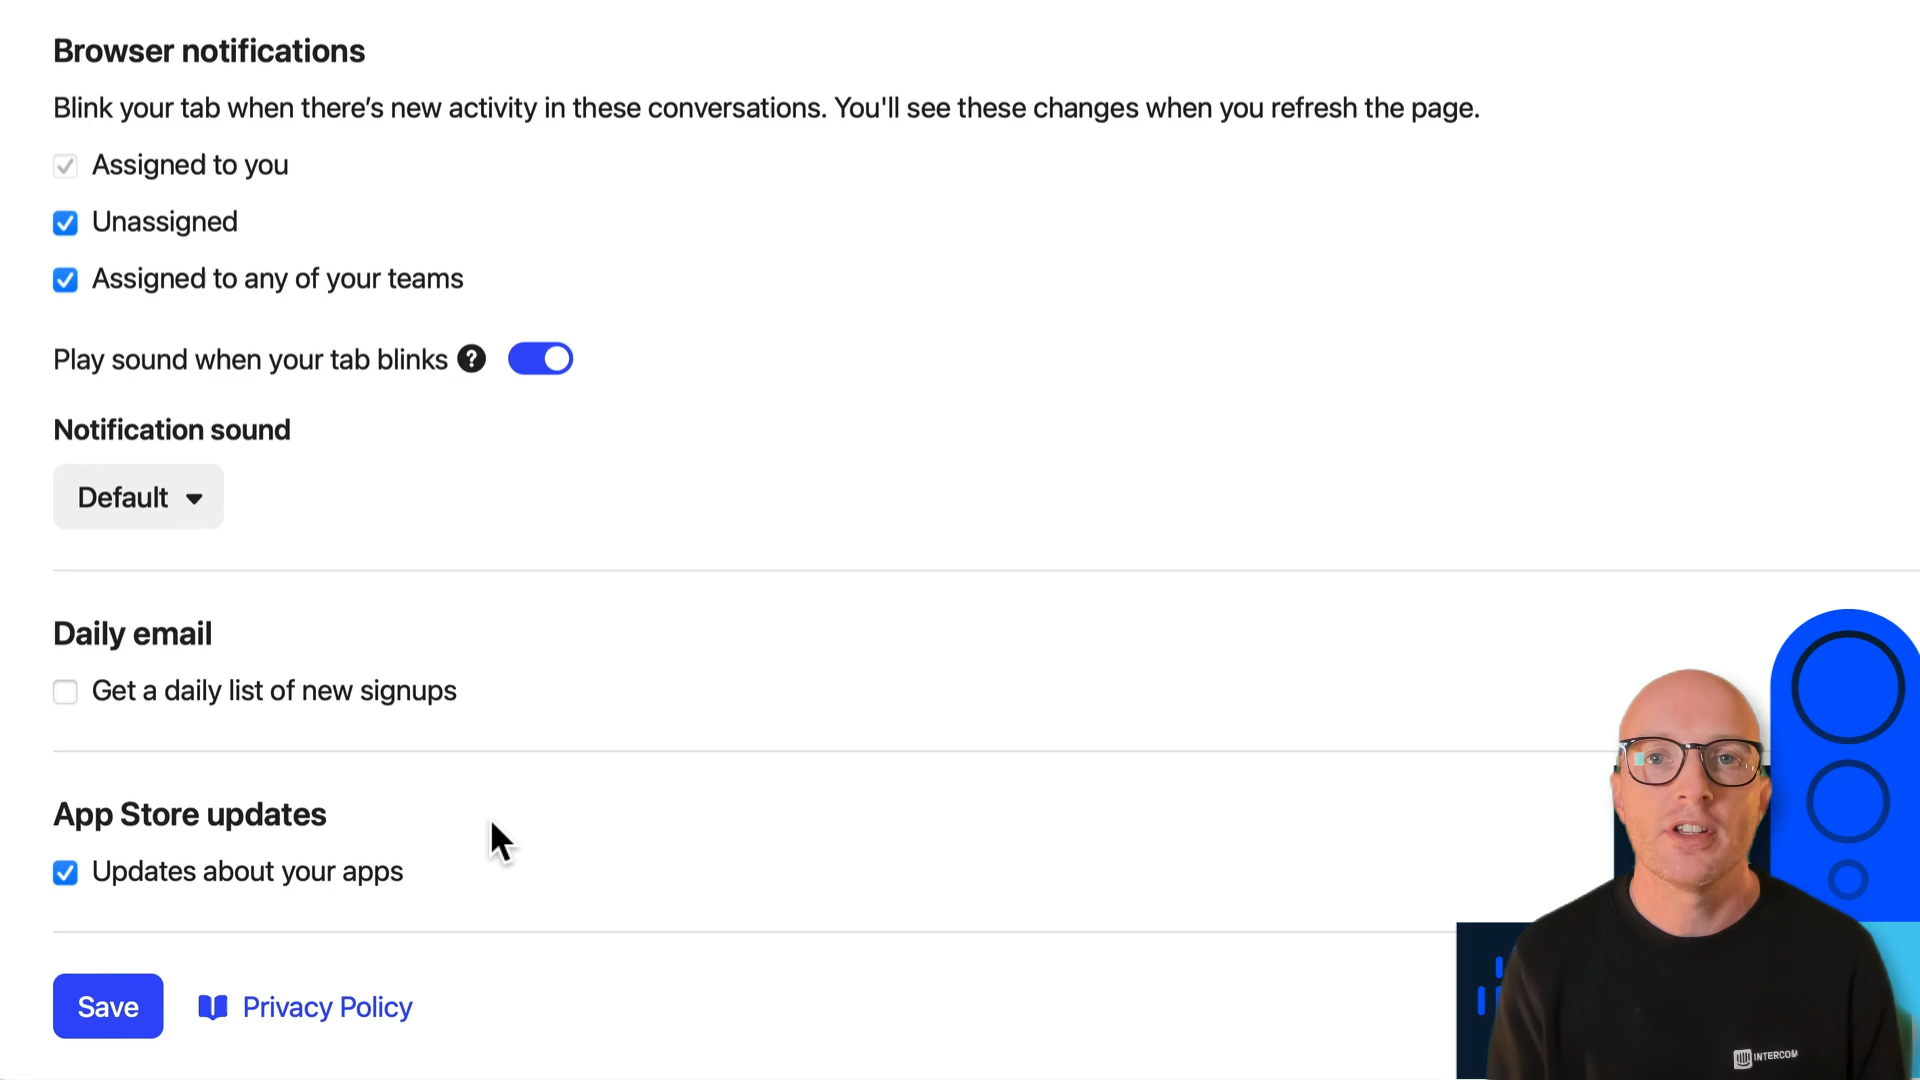 Browser notifications
Blink your tab when there's new activity in these conversations. You'll see these changes when you refresh the page.
Assigned to you
Unassigned
Assigned to any of your teams
Play sound when your tab blinks ?
Notification sound
Default
Daily email
Get a daily list of new signups
App Store updates
Updates about your apps
Save Privacy Policy
INTERCOM